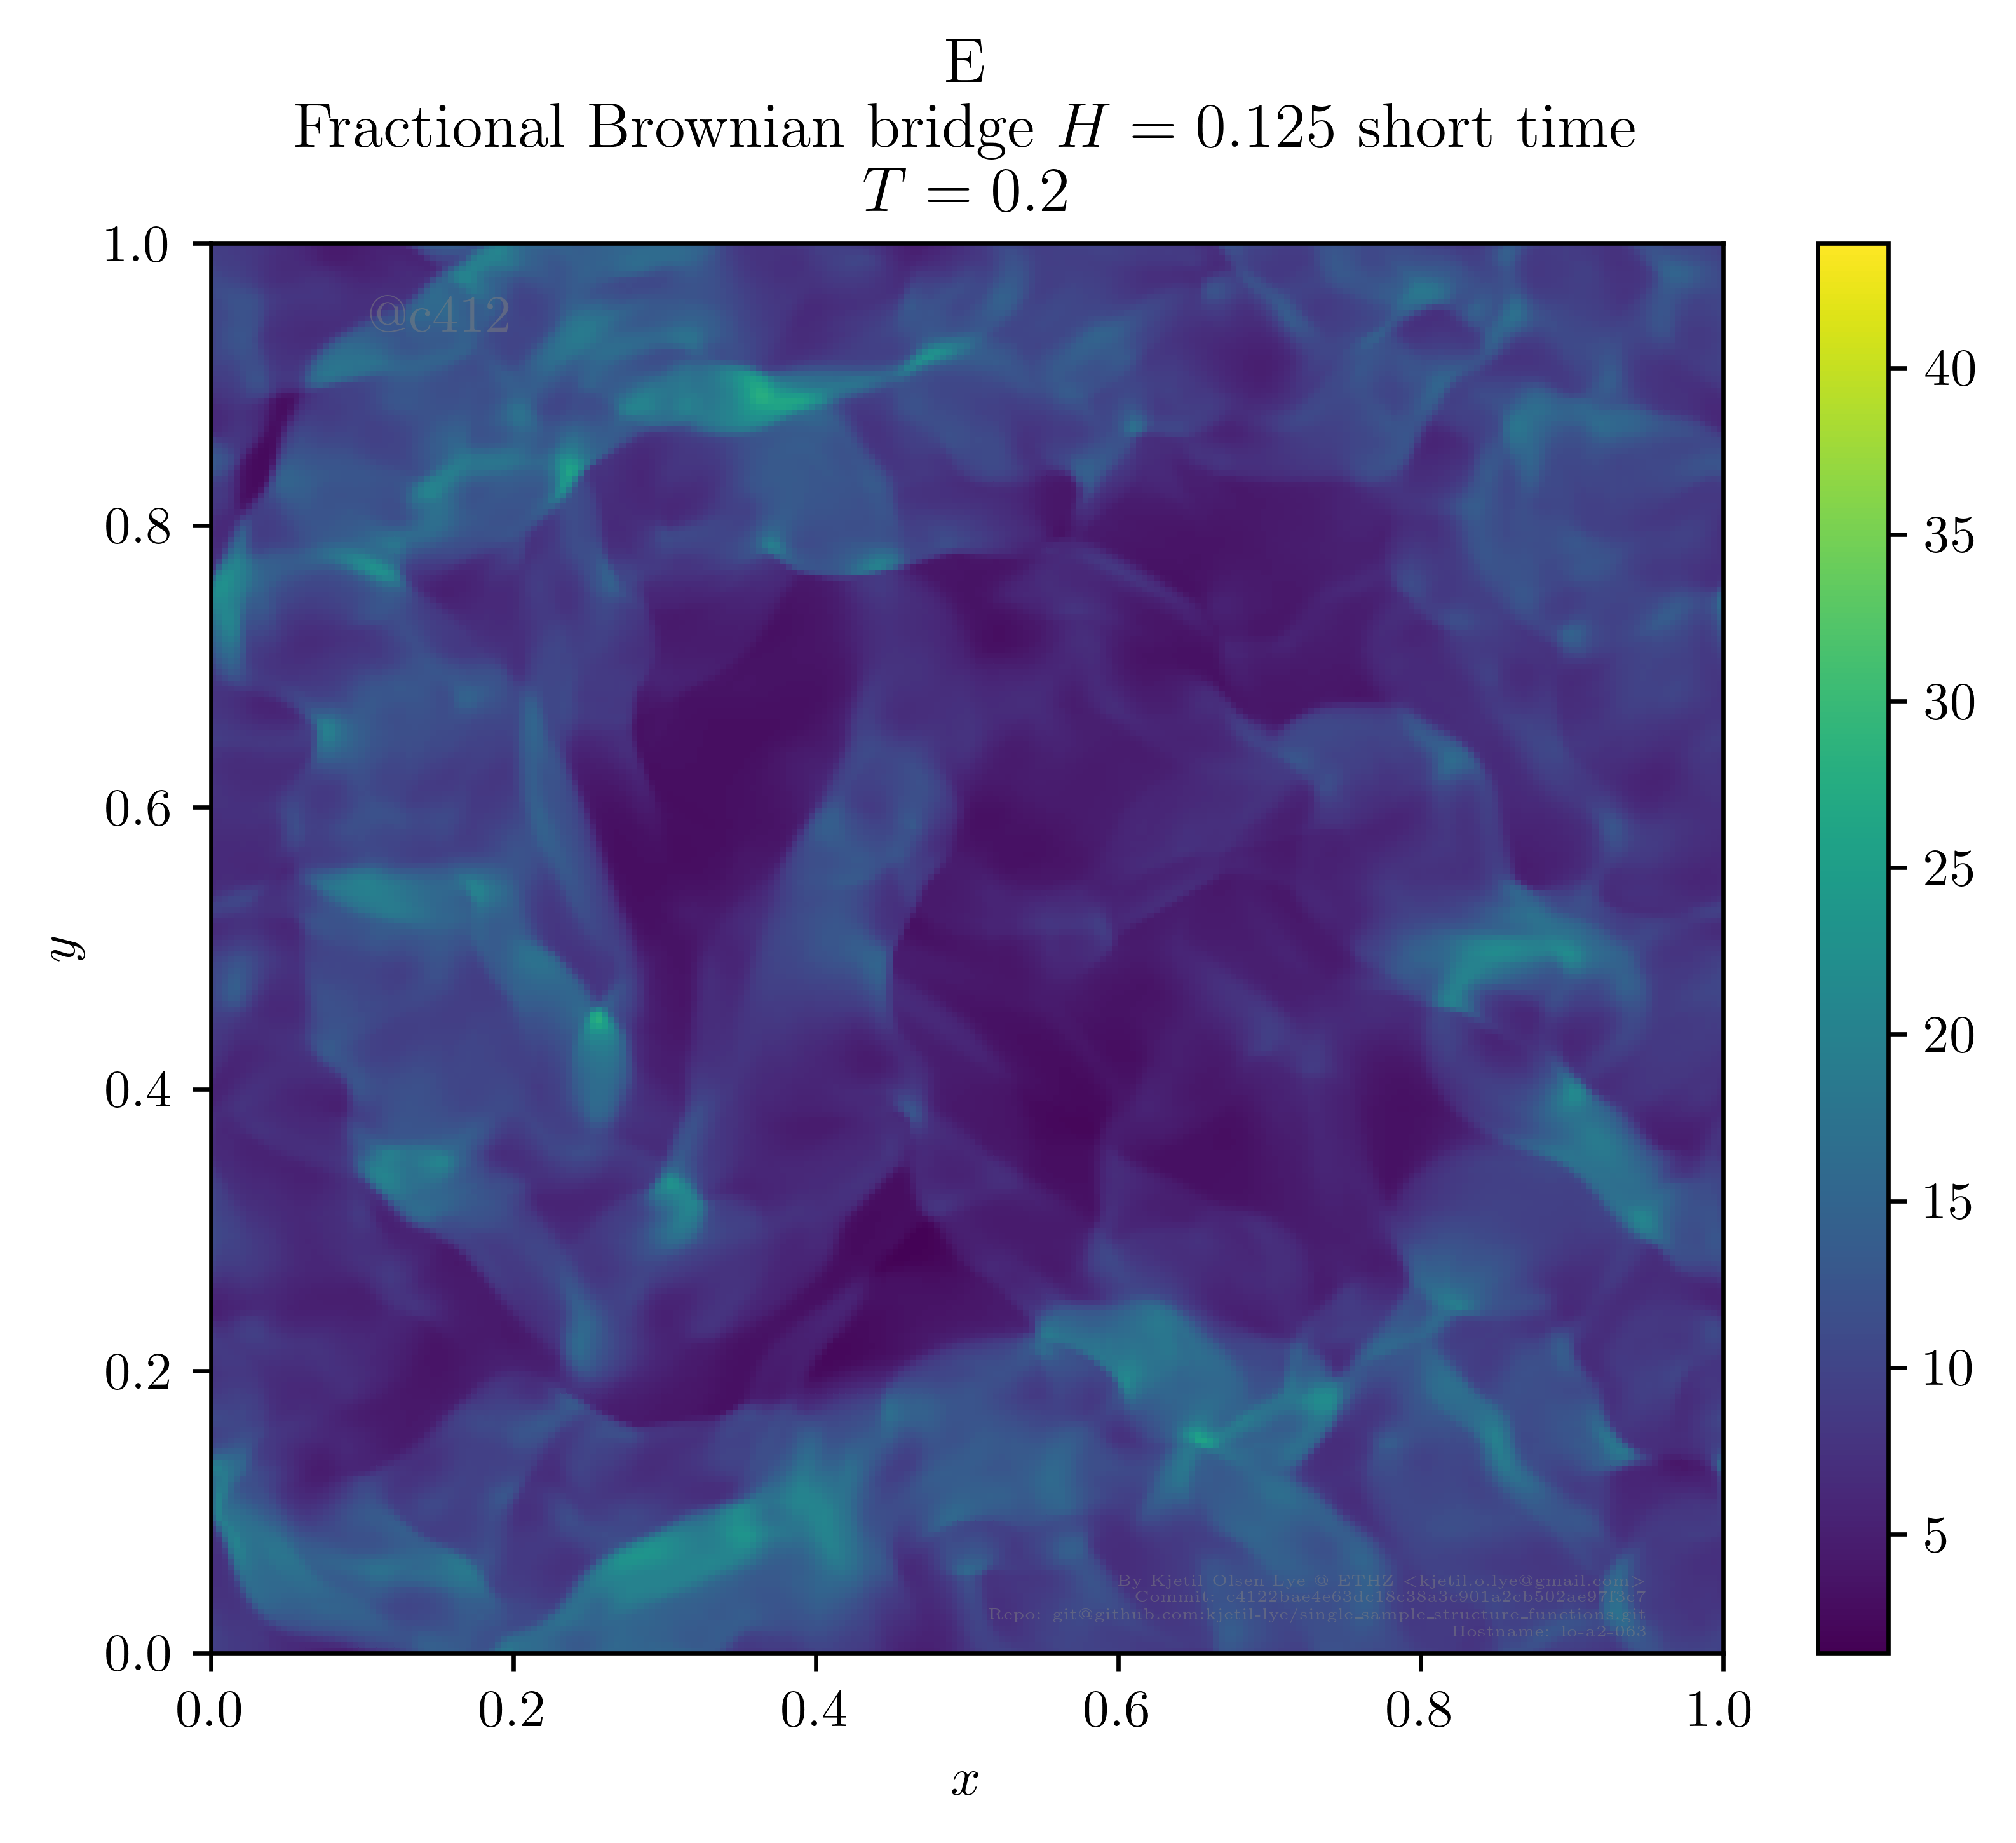 E
Fractional Brownian bridge H = 0.125 short time
T = 0.2
@c412
1.0
0.8
0.6
0.4
0.2
0.0
y
0.0 0.2 0.4 0.6 0.8 1.0
x
40
35
30
25
20
15
10
5
By Kjetil Olsen Lye @ ETHZ <kjetil.o.lye@gmail.com>
Commit: c4122bae4e63dc18c38a3c901a2cb502ae97f3c7
Repo: git@github.com:kjetil-lye/single_sample_structure_functions.git
Hostname: lo-a2-063